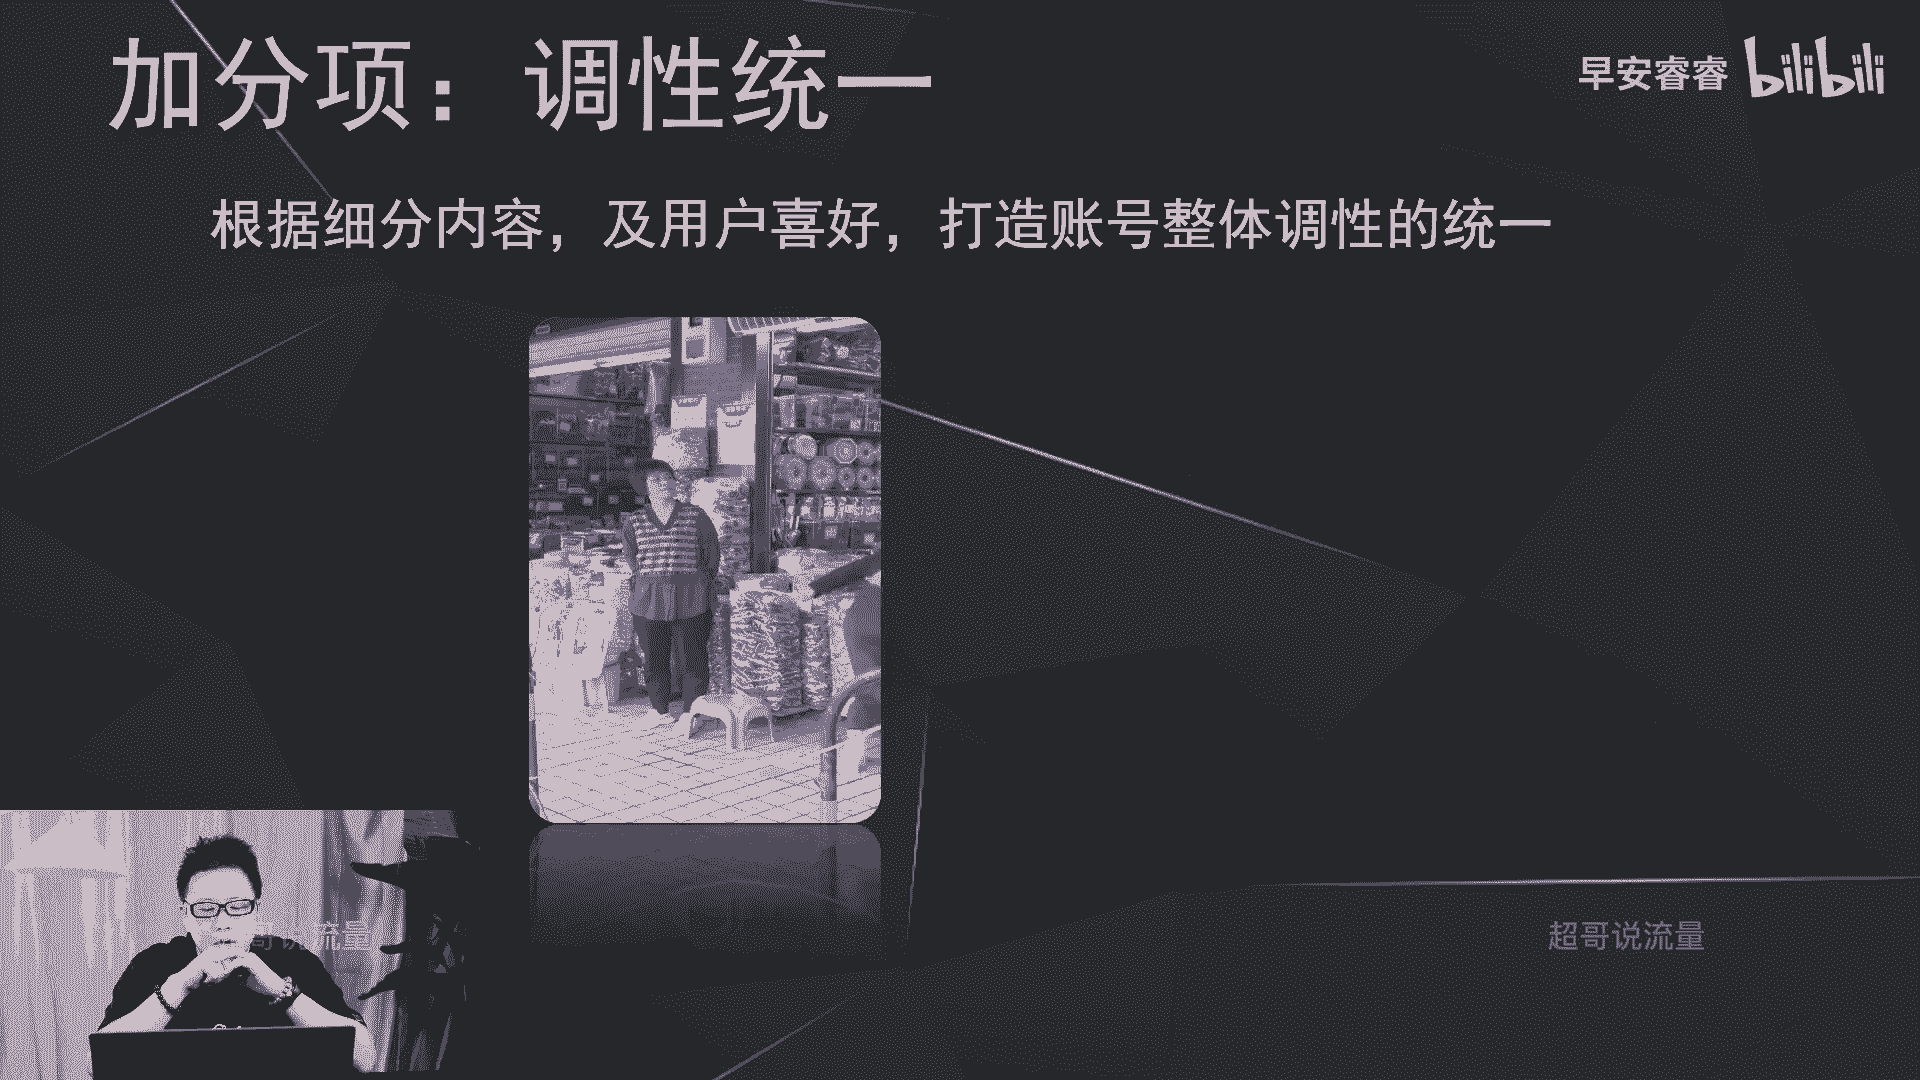 加分项：调性统一
早安睿睿 bilibili
根据细分内容，及用户喜好，打造账号整体调性的统一
哥说流量
超哥说流量